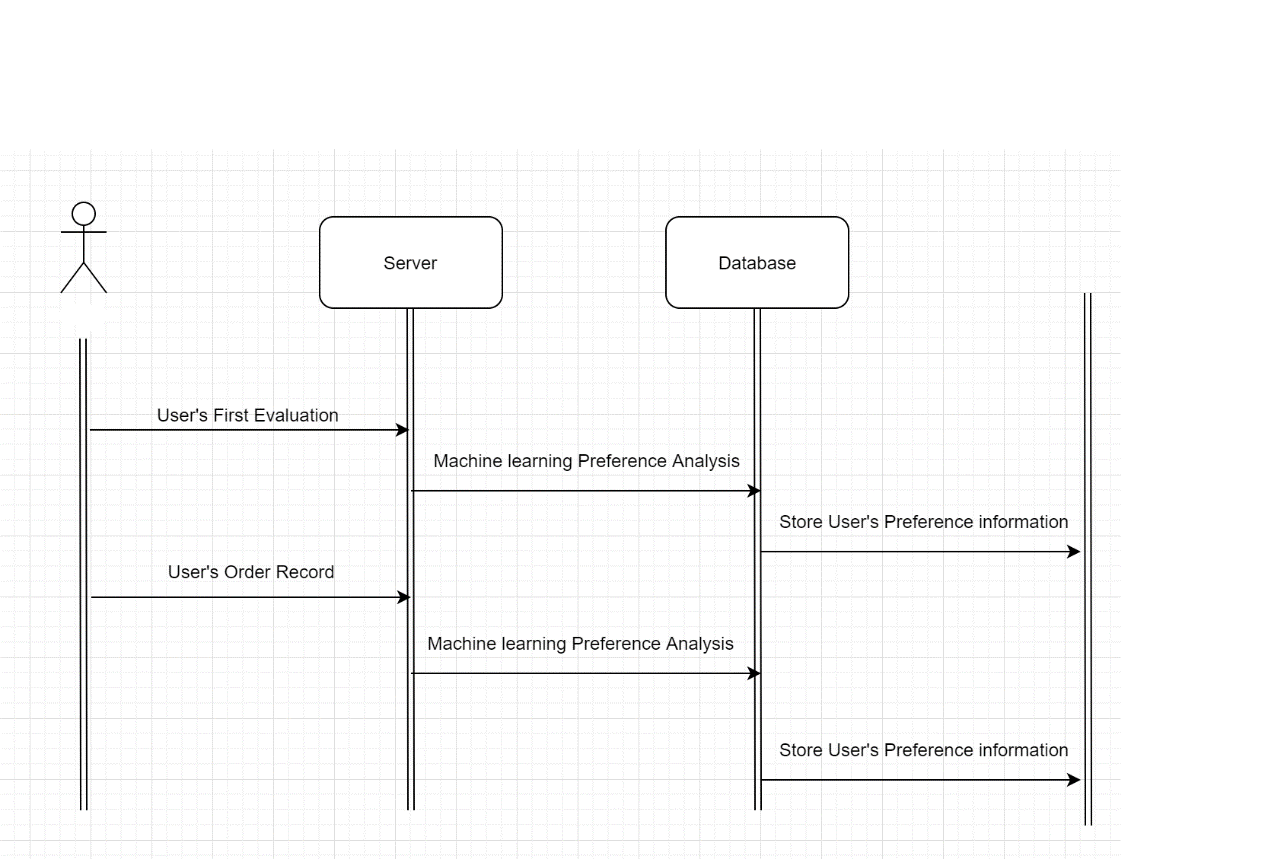 Server
Database
User's First Evaluation
Machine learning Preference Analysis
Store User's Preference information
User's Order Record
Machine learning Preference Analysis
Store User's Preference information